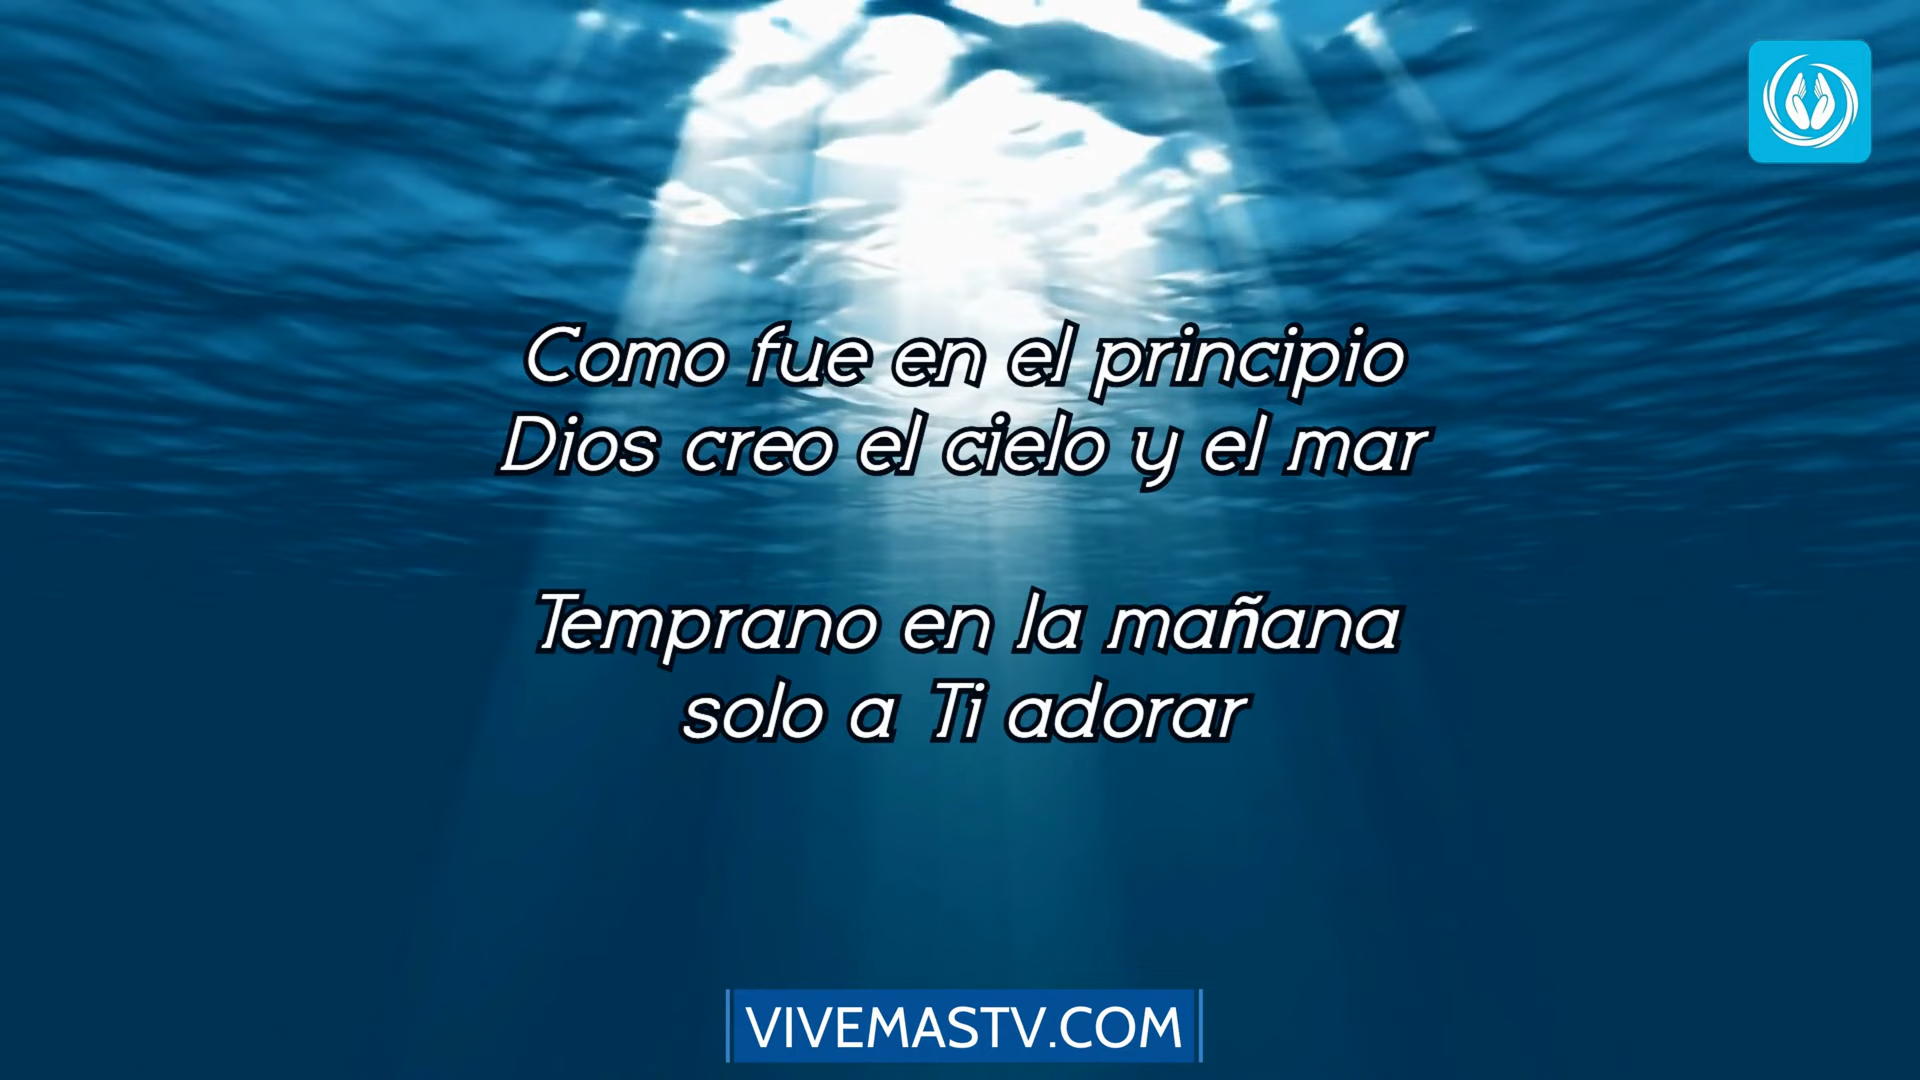 Como fue en el principio
Dios creo el cielo y el mar
Temprano en la mañana
solo a Ti adorar
VIVEMASTV.COM